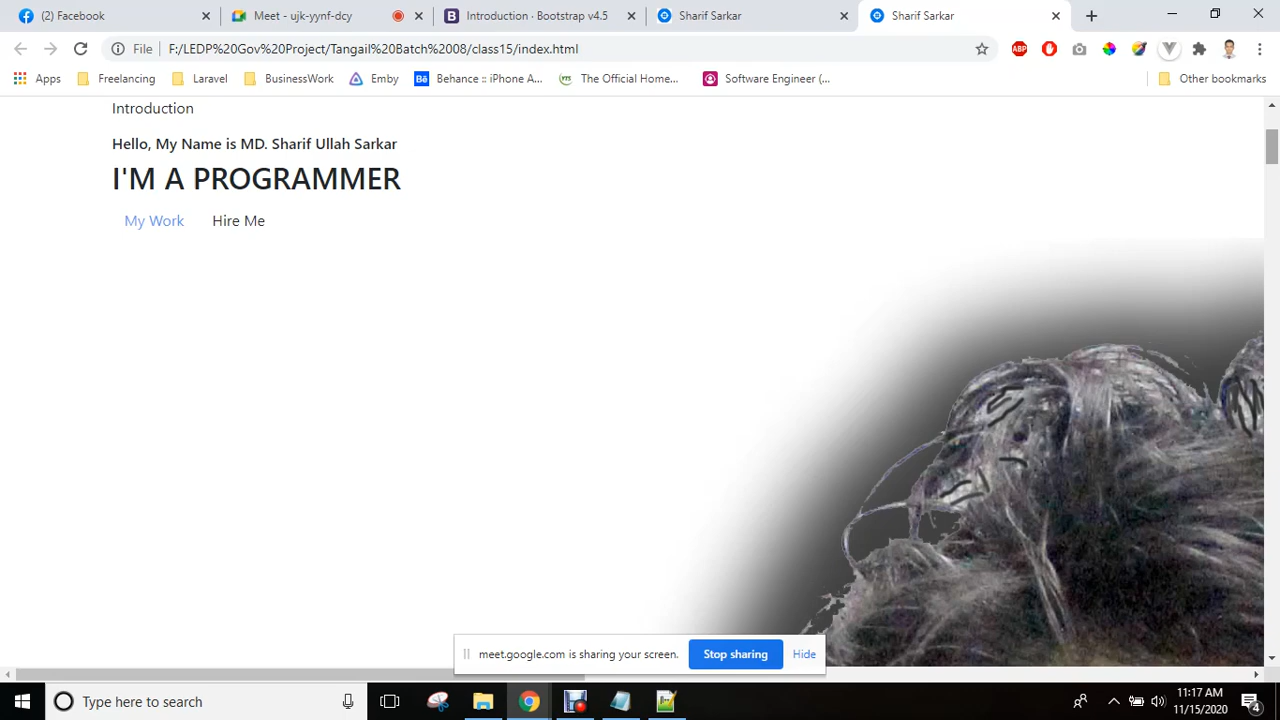 (2) Facebook
Meet - ujk-yynf-dcy
Introduction · Bootstrap v4.5
Sharif Sarkar
Sharif Sarkar
File
F:/LEDP%20Gov%20Project/Tangail%20Batch%2008/class15/index.html
ABP
Apps
Freelancing
Laravel
BusinessWork
Emby
Behance :: iPhone A...
The Official Home...
Software Engineer (...
Other bookmarks
Introduction
Hello, My Name is MD. Sharif Ullah Sarkar
I'M A PROGRAMMER
My Work
Hire Me
meet.google.com is sharing your screen.
Stop sharing
Hide
Type here to search
11:17 AM
11/15/2020
4